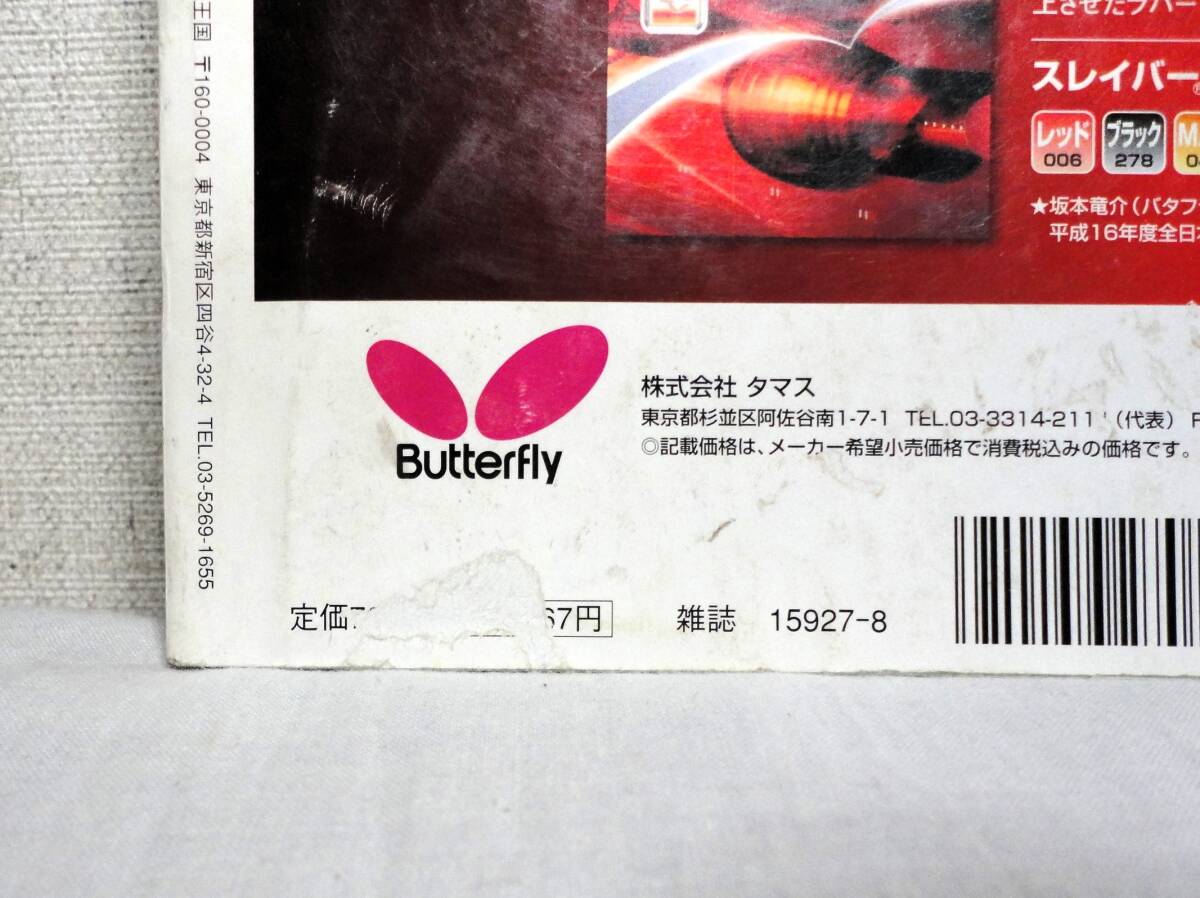 王国 〒160-0004 東京都新宿区四谷4-32-4 TEL.03-5269-1655
上させたラバー
スレイバー®
レッド 006
ブラック 278
★坂本竜介(バタフ
平成16年度全日
Butterfly
株式会社 タマス
東京都杉並区阿佐谷南1-7-1 TEL.03-3314-211 (代表)
◎記載価格は、メーカー希望小売価格で消費税込みの価格です。
定価7 67円
雑誌 15927-8